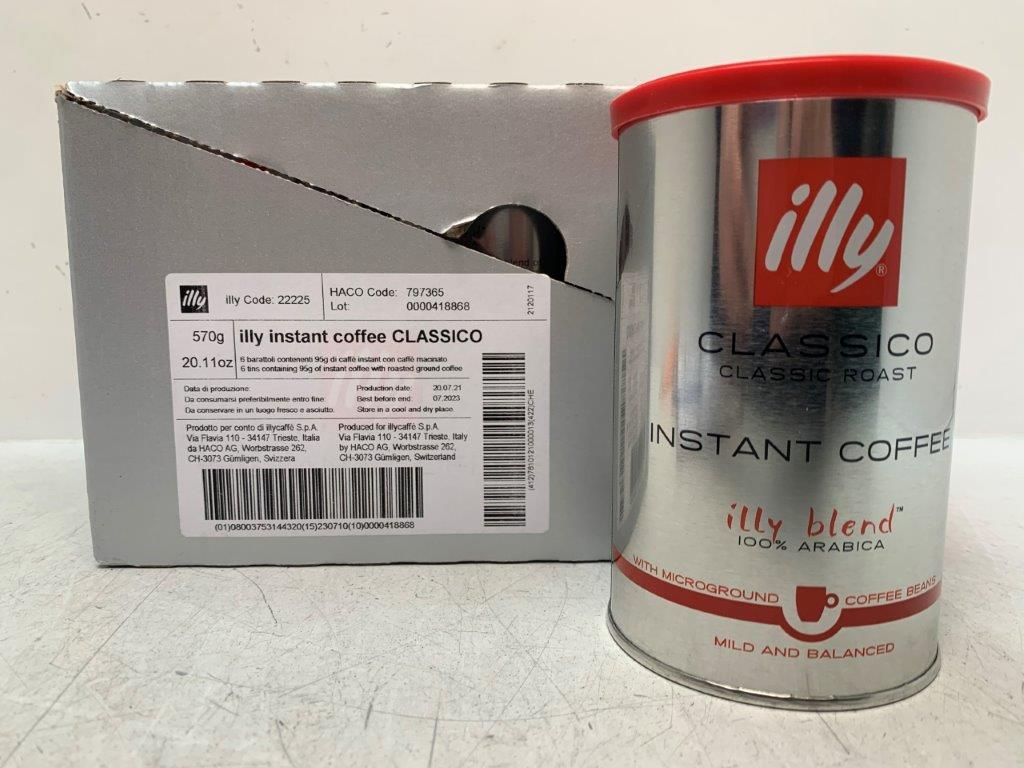 illy
illy Code: 22225
HACO Code: 797365
Lot: 0000418868
2120117
570g
20.11oz
illy instant coffee CLASSICO
6 barattoli contenenti 95g di caffè instant con caffè macinato
6 tins containing 95g of instant coffee with roasted ground coffee
Data di produzione: Production date: 20.07.21
Da consumarsi preferibilmente entro fine: Best before end: 07.2023
Da conservare in un luogo fresco e asciutto. Store in a cool and dry place.
Prodotto per conto di illycaffè S.p.A.
Via Flavia 110 - 34147 Trieste, Italia
da HACO AG, Worbstrasse 262,
CH-3073 Gümligen, Svizzera
Produced for illycaffè S.p.A.
Via Flavia 110 - 34147 Trieste, Italy
by HACO AG, Worbstrasse 262,
CH-3073 Gümligen, Switzerland
(01)08003753144320(15)230710(10)0000418868
blend
illy®
CLASSICO
CLASSIC ROAST
INSTANT COFFEE
illy blend™
100% ARABICA
WITH MICROGROUND COFFEE BEANS
MILD AND BALANCED